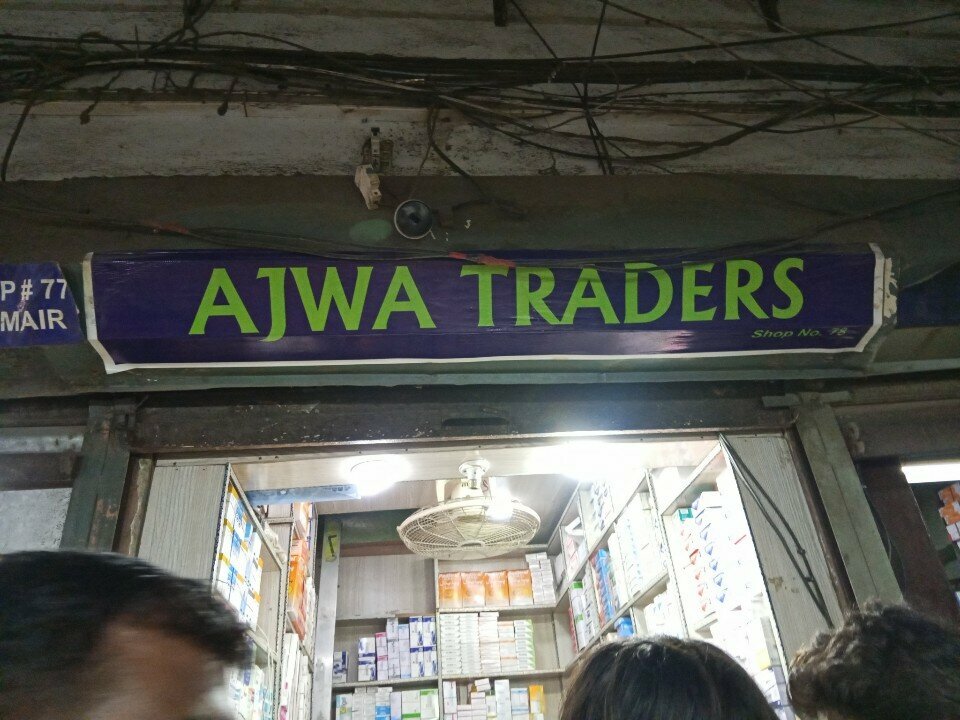 P # 77
MAIR
AJWA TRADERS
Shop No. 78